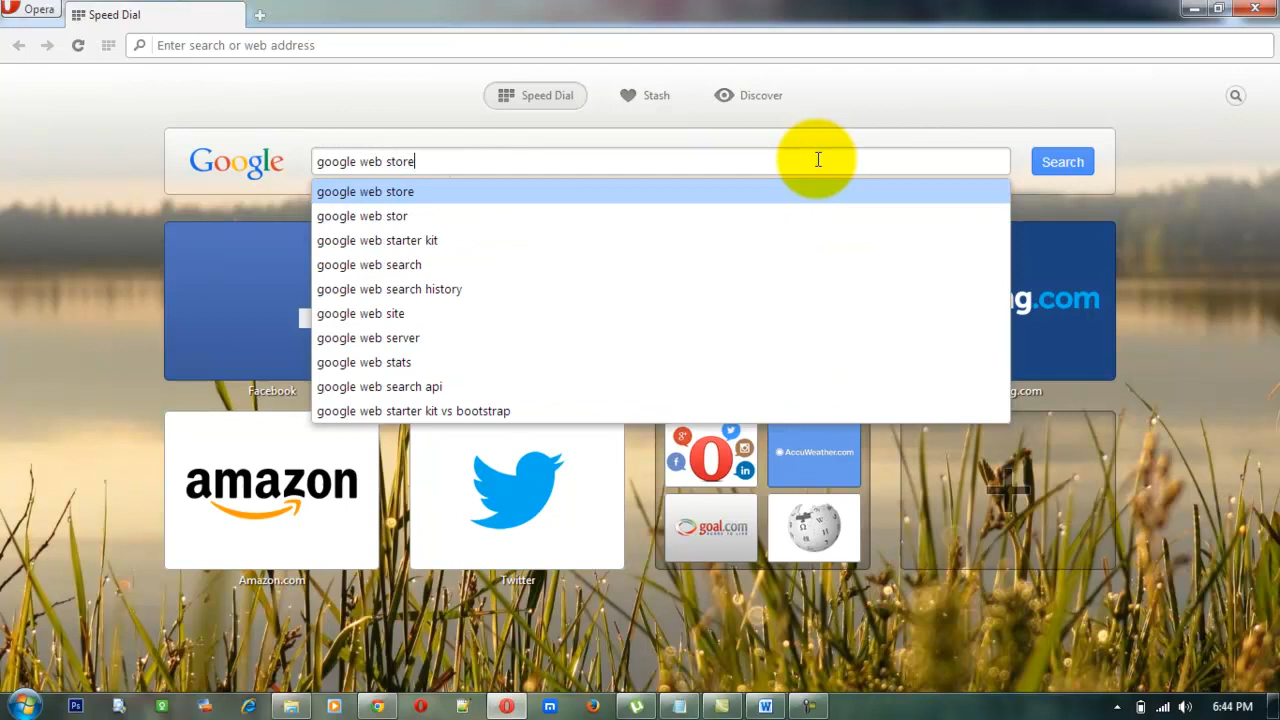 Opera
Speed Dial
Enter search or web address
Speed Dial
Stash
Discover
Google
google web store
Search
google web store
google web stor
google web starter kit
google web search
google web search history
google web site
google web server
google web stats
google web search api
google web starter kit vs bootstrap
g.com
Facebook
ng.com
amazon
AccuWeather.com
goal.com
Amazon.com
Twitter
Ps
6:44 PM